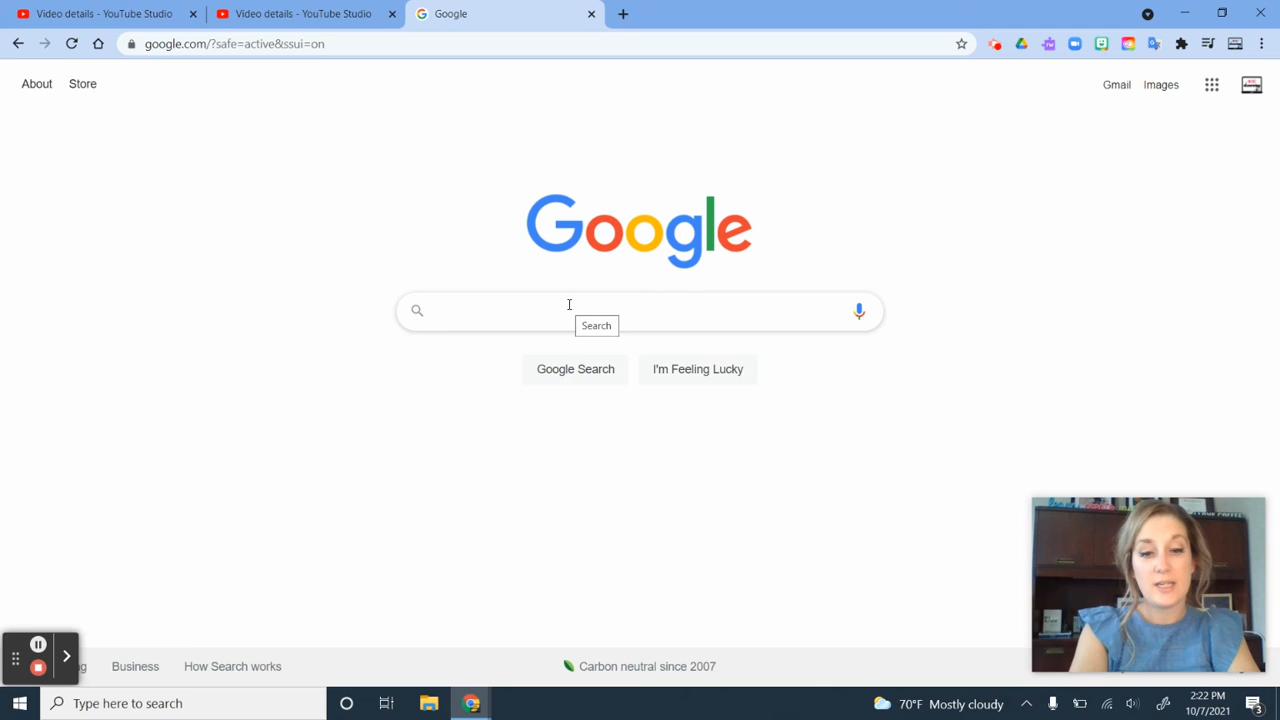 Video details - YouTube Studio
Video details - YouTube Studio
Google
google.com/?safe=active&ssui=on
About
Store
Gmail
Images
Google
Search
Google Search
I'm Feeling Lucky
Business
How Search works
Carbon neutral since 2007
Type here to search
70°F Mostly cloudy
2:22 PM
10/7/2021
3